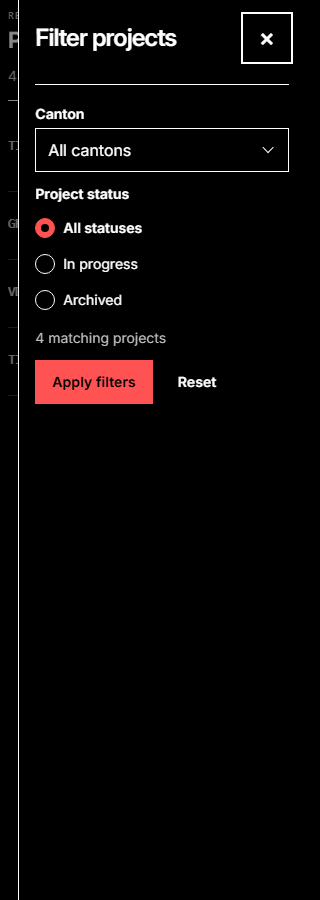 Filter projects
Canton
All cantons
Project status
All statuses
In progress
Archived
4 matching projects
Apply filters
Reset